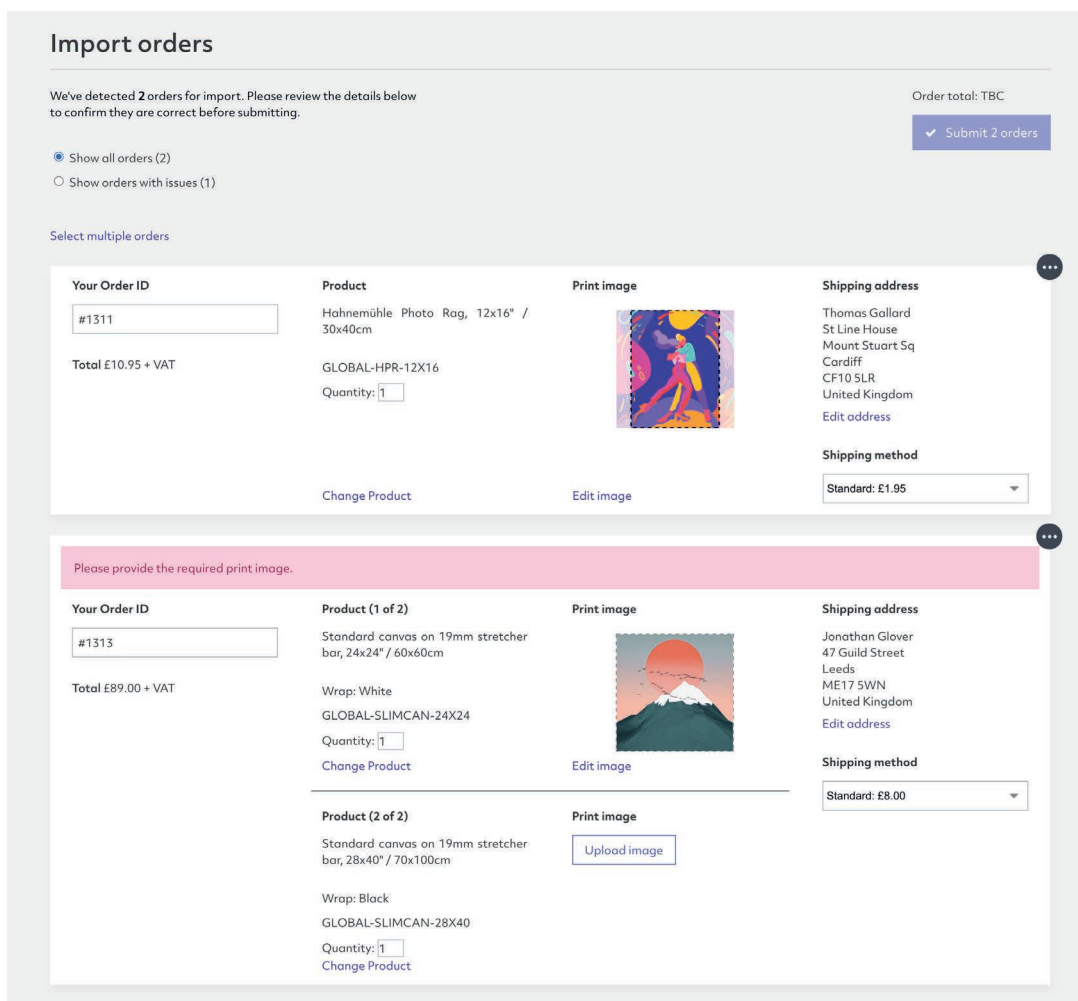 Import orders
We've detected 2 orders for import. Please review the details below
to confirm they are correct before submitting.
Order total: TBC
✔ Submit 2 orders
Show all orders (2)
Show orders with issues (1)
Select multiple orders
Your Order ID
#1311
Total £10.95 + VAT
Product
Hahnemühle Photo Rag, 12x16" /
30x40cm
GLOBAL-HPR-12X16
Quantity: 1
Change Product
Print image
Edit image
Shipping address
Thomas Gallard
St Line House
Mount Stuart Sq
Cardiff
CF10 5LR
United Kingdom
Edit address
Shipping method
Standard: £1.95
Please provide the required print image.
Your Order ID
#1313
Total £89.00 + VAT
Product (1 of 2)
Standard canvas on 19mm stretcher
bar, 24x24" / 60x60cm
Wrap: White
GLOBAL-SLIMCAN-24X24
Quantity: 1
Change Product
Print image
Edit image
Product (2 of 2)
Standard canvas on 19mm stretcher
bar, 28x40" / 70x100cm
Wrap: Black
GLOBAL-SLIMCAN-28X40
Quantity: 1
Change Product
Print image
Upload image
Shipping address
Jonathan Glover
47 Guild Street
Leeds
ME17 5WN
United Kingdom
Edit address
Shipping method
Standard: £8.00